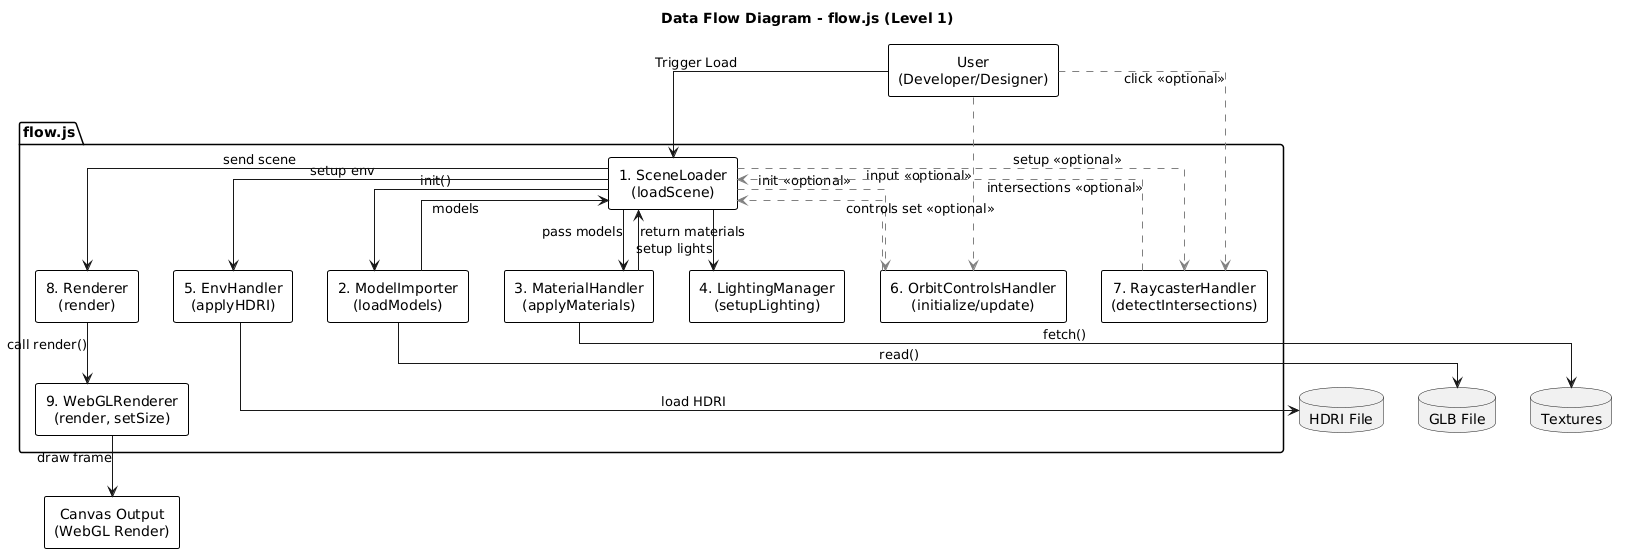 Data Flow Diagram - flow.js (Level 1)
User
(Developer/Designer)
Trigger Load
click «optional»
flow.js
1. SceneLoader
(loadScene)
send scene
setup env
init()
models
init «optional»
input «optional»
setup «optional»
intersections «optional»
controls set «optional»
pass models
return materials
setup lights
8. Renderer
(render)
5. EnvHandler
(applyHDRI)
2. ModelImporter
(loadModels)
3. MaterialHandler
(applyMaterials)
4. LightingManager
(setupLighting)
6. OrbitControlsHandler
(initialize/update)
7. RaycasterHandler
(detectIntersections)
call render()
fetch()
read()
load HDRI
9. WebGLRenderer
(render, setSize)
HDRI File
GLB File
Textures
draw frame
Canvas Output
(WebGL Render)